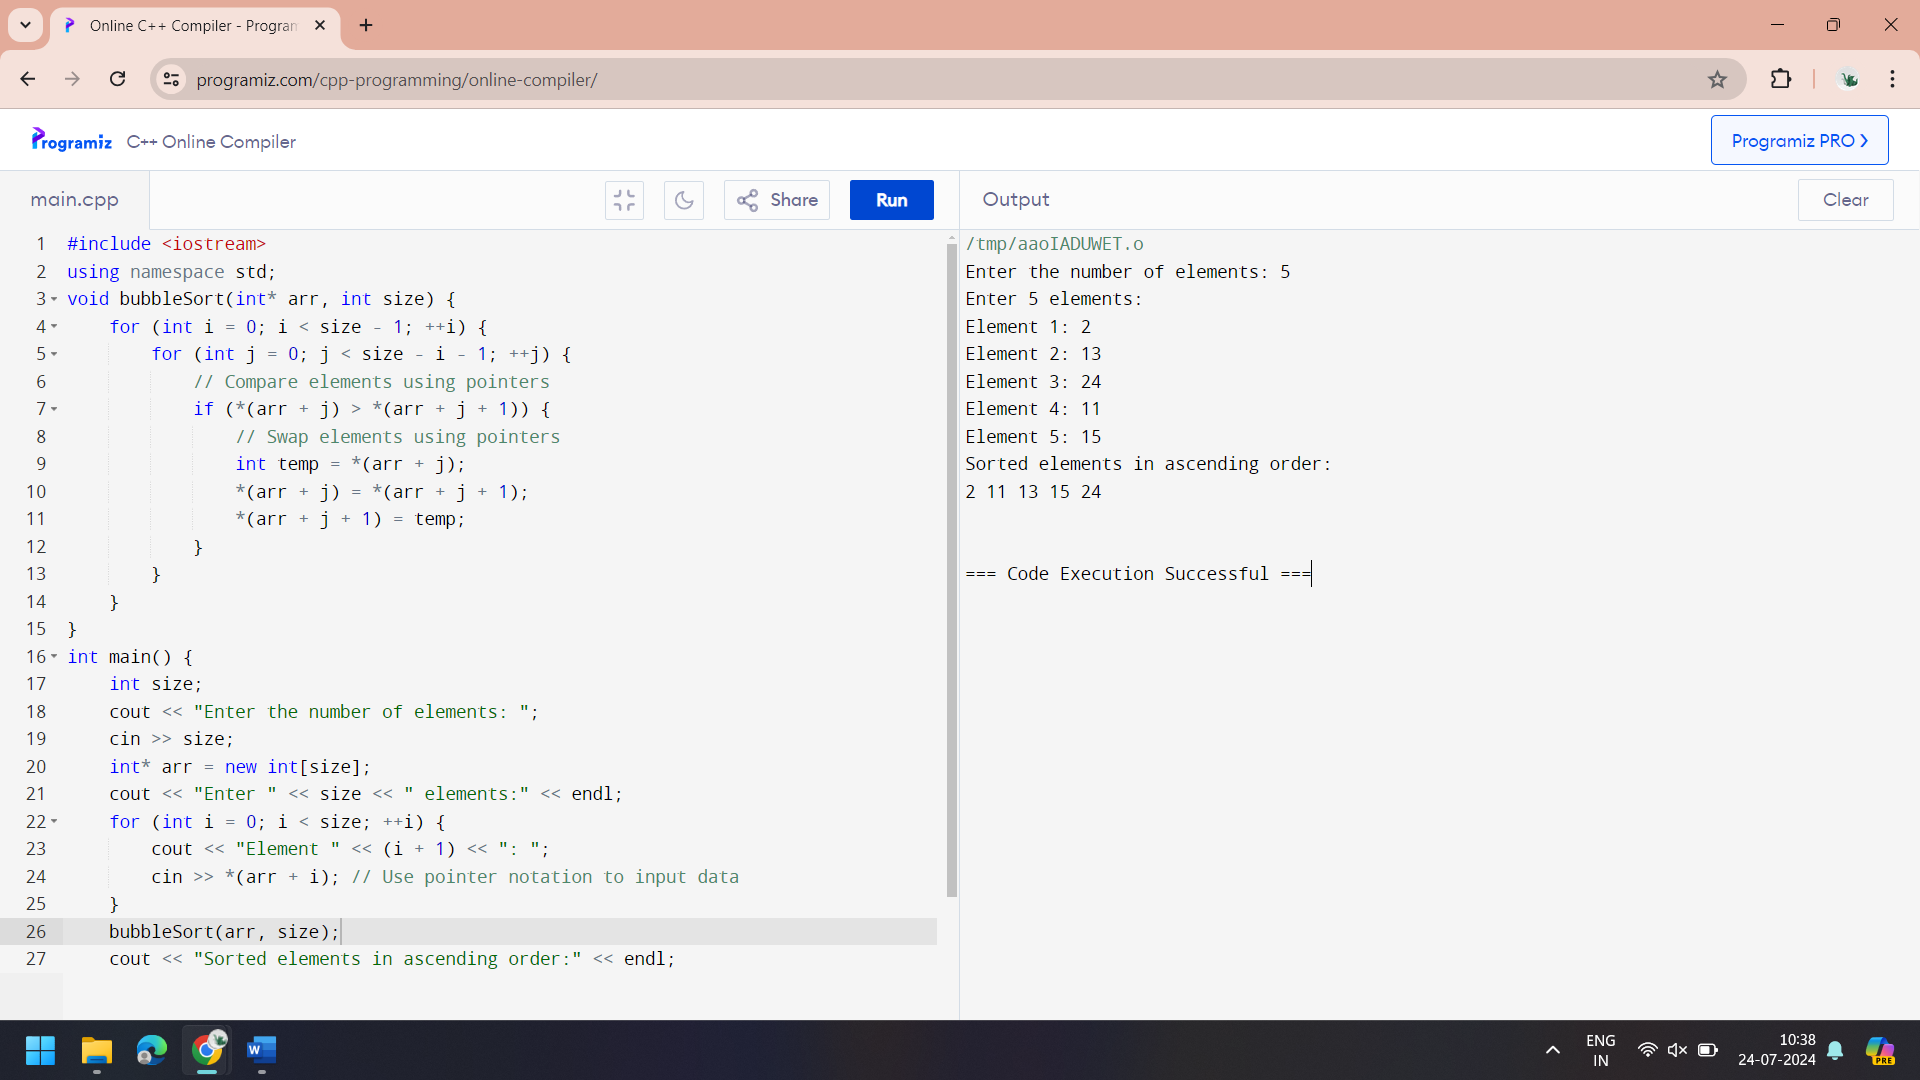 Online C++ Compiler - Program
programiz.com/cpp-programming/online-compiler/
Programiz C++ Online Compiler
Programiz PRO ›
main.cpp
Share
Run
Output
Clear
1 #include <iostream>
2 using namespace std;
3 void bubbleSort(int* arr, int size) {
4     for (int i = 0; i < size - 1; ++i) {
5         for (int j = 0; j < size - i - 1; ++j) {
6             // Compare elements using pointers
7             if (*(arr + j) > *(arr + j + 1)) {
8                 // Swap elements using pointers
9                 int temp = *(arr + j);
10                 *(arr + j) = *(arr + j + 1);
11                 *(arr + j + 1) = temp;
12             }
13         }
14     }
15 }
16 int main() {
17     int size;
18     cout << "Enter the number of elements: ";
19     cin >> size;
20     int* arr = new int[size];
21     cout << "Enter " << size << " elements:" << endl;
22     for (int i = 0; i < size; ++i) {
23         cout << "Element " << (i + 1) << ": ";
24         cin >> *(arr + i); // Use pointer notation to input data
25     }
26     bubbleSort(arr, size);
27     cout << "Sorted elements in ascending order:" << endl;
/tmp/aaoIADUWET.o
Enter the number of elements: 5
Enter 5 elements:
Element 1: 2
Element 2: 13
Element 3: 24
Element 4: 11
Element 5: 15
Sorted elements in ascending order:
2 11 13 15 24
=== Code Execution Successful ===
W
ENG
IN
10:38
24-07-2024
PRE